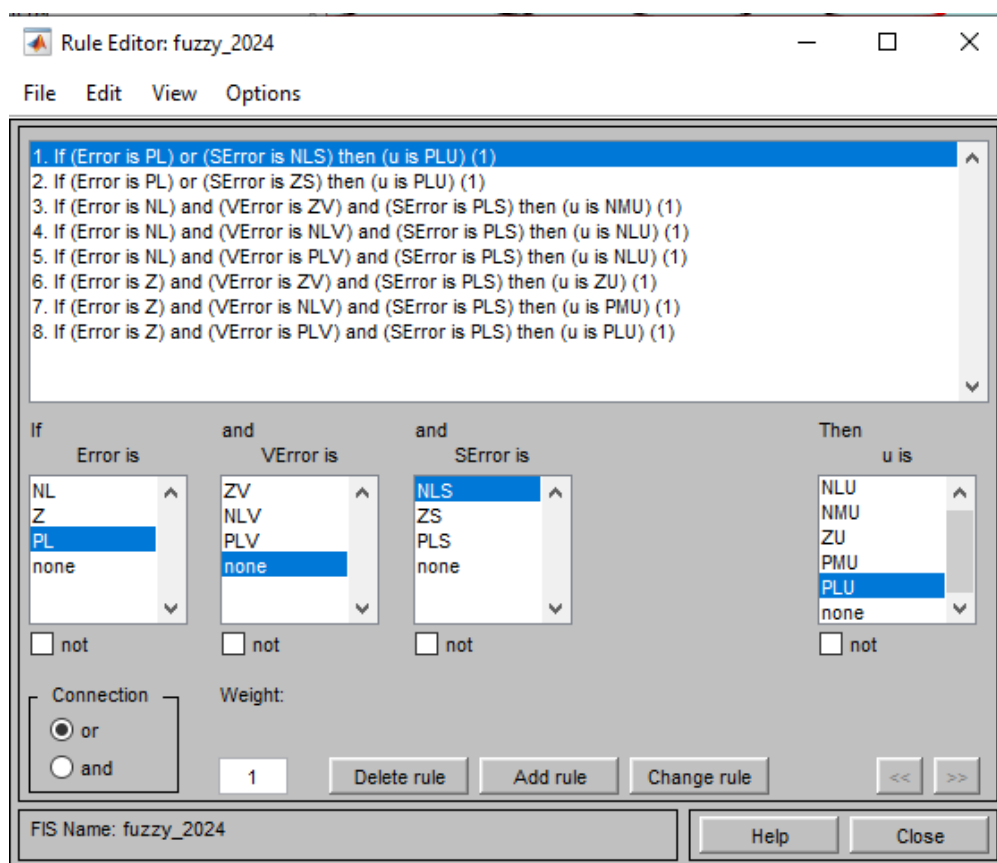 Rule Editor: fuzzy_2024
File Edit View Options
1. If (Error is PL) or (SError is NLS) then (u is PLU) (1)
2. If (Error is PL) or (SError is ZS) then (u is PLU) (1)
3. If (Error is NL) and (VError is ZV) and (SError is PLS) then (u is NMU) (1)
4. If (Error is NL) and (VError is NLV) and (SError is PLS) then (u is NLU) (1)
5. If (Error is NL) and (VError is PLV) and (SError is PLS) then (u is NLU) (1)
6. If (Error is Z) and (VError is ZV) and (SError is PLS) then (u is ZU) (1)
7. If (Error is Z) and (VError is NLV) and (SError is PLS) then (u is PMU) (1)
8. If (Error is Z) and (VError is PLV) and (SError is PLS) then (u is PLU) (1)
If and and Then
Error is VError is SError is u is
NL ZV NLS NLU
Z NLV ZS NMU
PL PLV PLS ZU
none none none PMU
PLU
none
not not not not
Connection Weight:
or
and 1 Delete rule Add rule Change rule << >>
FIS Name: fuzzy_2024 Help Close